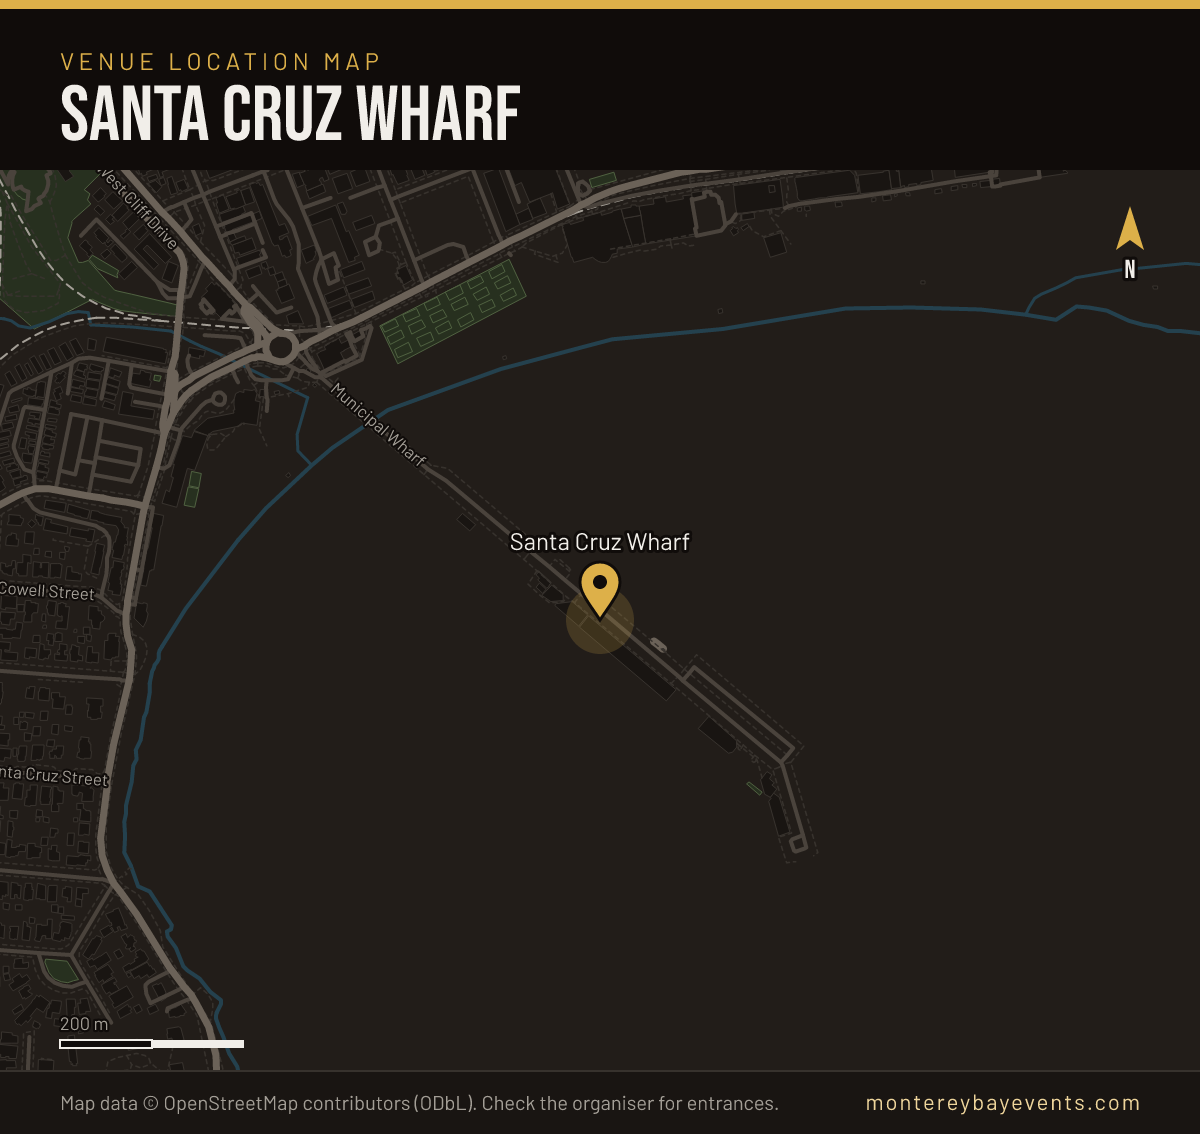 VENUE LOCATION MAP
SANTA CRUZ WHARF
West Cliff Drive
N
Municipal Wharf
Santa Cruz Wharf
Cowell Street
nta Cruz Street
200 m
Map data © OpenStreetMap contributors (ODbL). Check the organiser for entrances.
montereybayevents.com